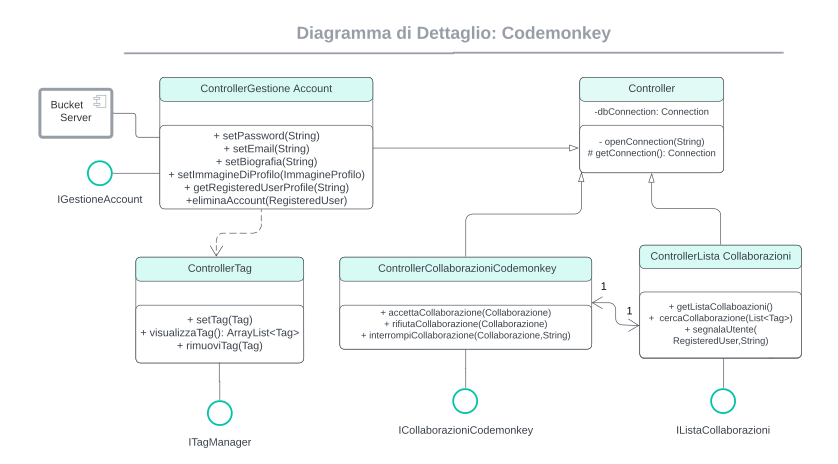 Diagramma di Dettaglio: Codemonkey
Bucket
Server
ControllerGestione Account
+ setPassword(String)
+ setEmail(String)
+ setBiografia(String)
+ setImmagineDiProfilo(ImmagineProfilo)
+ getRegisteredUserProfile(String)
+eliminaAccount(RegisteredUser)
Controller
-dbConnection: Connection
- openConnection(String)
# getConnection(): Connection
IGestioneAccount
ControllerTag
+ setTag(Tag)
+ visualizzaTag(): ArrayList<Tag>
+ rimuoviTag(Tag)
ControllerCollaborazioniCodemonkey
+ accettaCollaborazione(Collaborazione)
+ rifiutaCollaborazione(Collaborazione)
+ interrompiCollaborazione(Collaborazione,String)
1
1
ControllerLista Collaborazioni
+ getListaCollaboazioni()
+ cercaCollaborazione(List<Tag>)
+ segnalaUtente(
RegisteredUser,String)
ITagManager
ICollaborazioniCodemonkey
IListaCollaborazioni